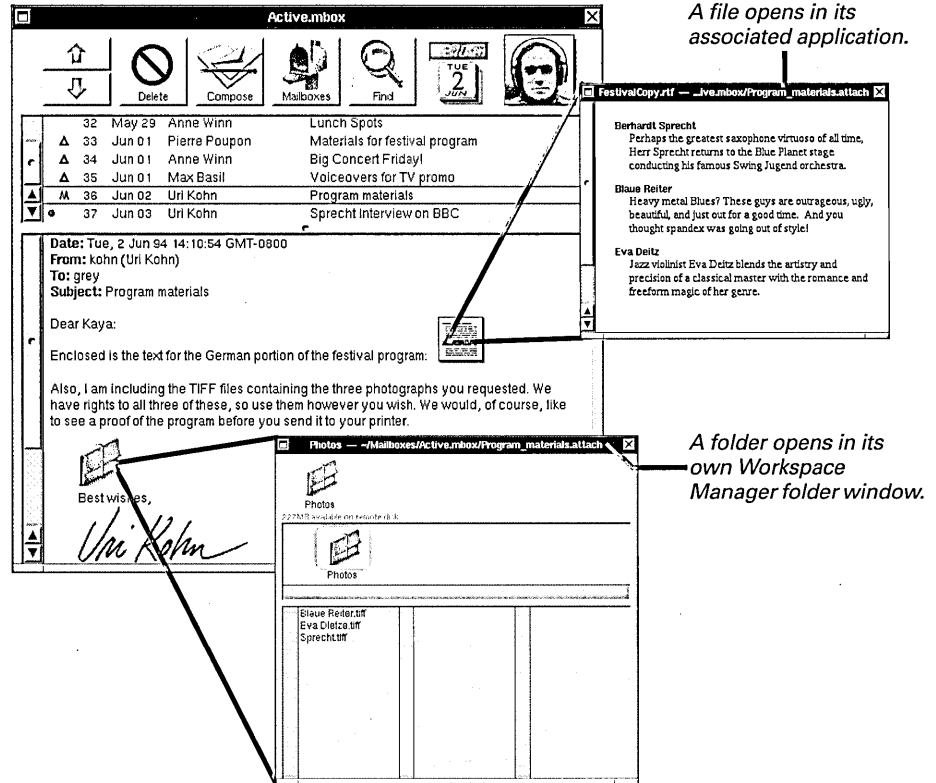 Active.mbox
Delete
Compose
Mailboxes
Find
TUE
2
JUN
32 May 29 Anne Winn Lunch Spots
33 Jun 01 Pierre Poupon Materials for festival program
34 Jun 01 Anne Winn Big Concert Friday!
35 Jun 01 Max Basil Voiceovers for TV promo
M 36 Jun 02 Uri Kohn Program materials
37 Jun 03 Uri Kohn Sprecht Interview on BBC
Date: Tue, 2 Jun 94 14:10:54 GMT-0800
From: kohn (Uri Kohn)
To: grey
Subject: Program materials
Dear Kaya:
Enclosed is the text for the German portion of the festival program:
Also, I am including the TIFF files containing the three photographs you requested. We
have rights to all three of these, so use them however you wish. We would, of course, like
to see a proof of the program before you send it to your printer.
Best wishes,
Uri Kohn
A file opens in its
associated application.
FestivalCopy.rtf — ...ive.mbox/Program_materials.attach
Berhardt Sprecht
Perhaps the greatest saxophone virtuoso of all time,
Herr Sprecht returns to the Blue Planet stage
conducting his famous Swing Jugend orchestra.
Blaue Reiter
Heavy metal Blues? These guys are outrageous, ugly,
beautiful, and just out for a good time. And you
thought spandex was going out of style!
Eva Deitz
Jazz violinist Eva Deitz blends the artistry and
precision of a classical master with the romance and
freeform magic of her genre.
Photos — ~/Mailboxes/Active.mbox/Program_materials.attach
Photos
227MB available on remote disk
Photos
Blaue Reiter.tiff
Eva Dietze.tiff
Sprecht.tiff
A folder opens in its
own Workspace
Manager folder window.